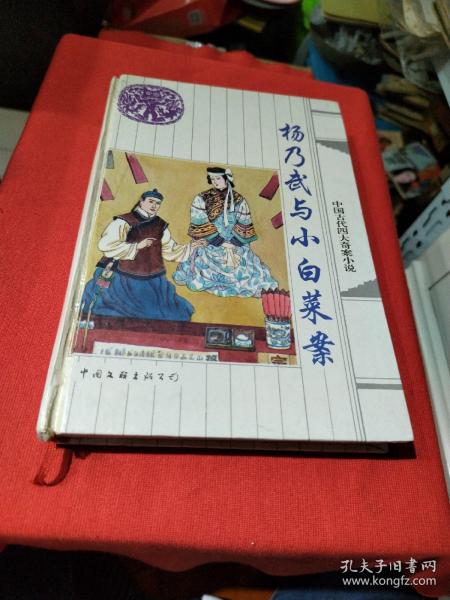 杨乃武与小白菜案
中国古代四大奇案小说
中国文联出版公司
孔夫子旧书网
www.kongfz.com